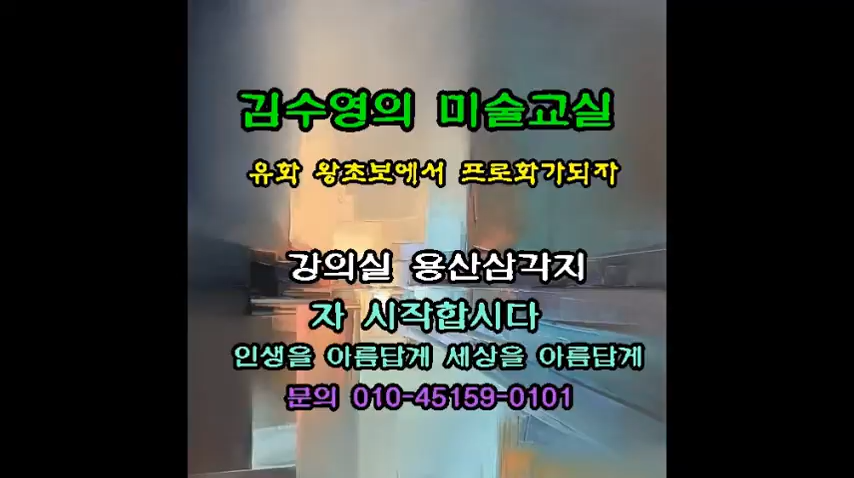 김수영의 미술교실
유화 왕초보에서 프로화가되자
강의실 용산삼각지
자 시작합시다
인생을 아름답게 세상을 아름답게
문의 010-45159-0101